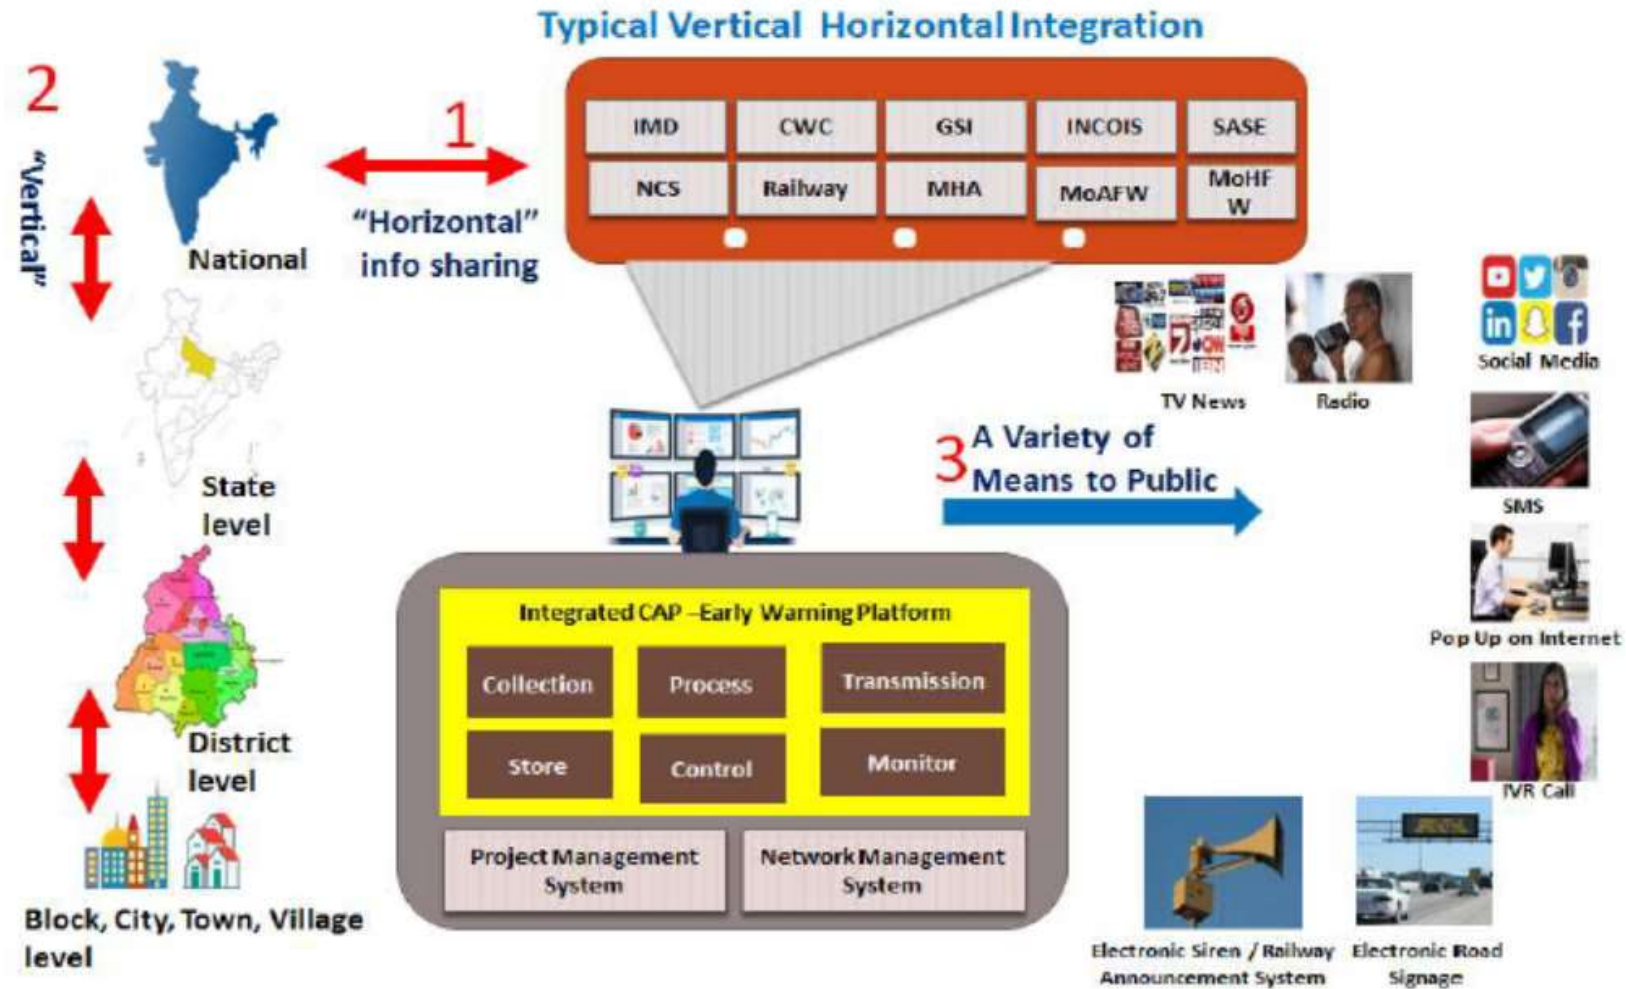 Typical Vertical Horizontal Integration
2
"Vertical"
1
"Horizontal"
info sharing
National
State
level
District
level
Block, City, Town, Village
level
IMD
CWC
GSI
INCOIS
SASE
NCS
Railway
MHA
MoAFW
MoHF
W
3
A Variety of
Means to Public
TV News
Radio
Social Media
SMS
Pop Up on Internet
IVR Call
Electronic Siren / Railway
Announcement System
Electronic Road
Signage
Integrated CAP –Early Warning Platform
Collection
Process
Transmission
Store
Control
Monitor
Project Management
System
Network Management
System